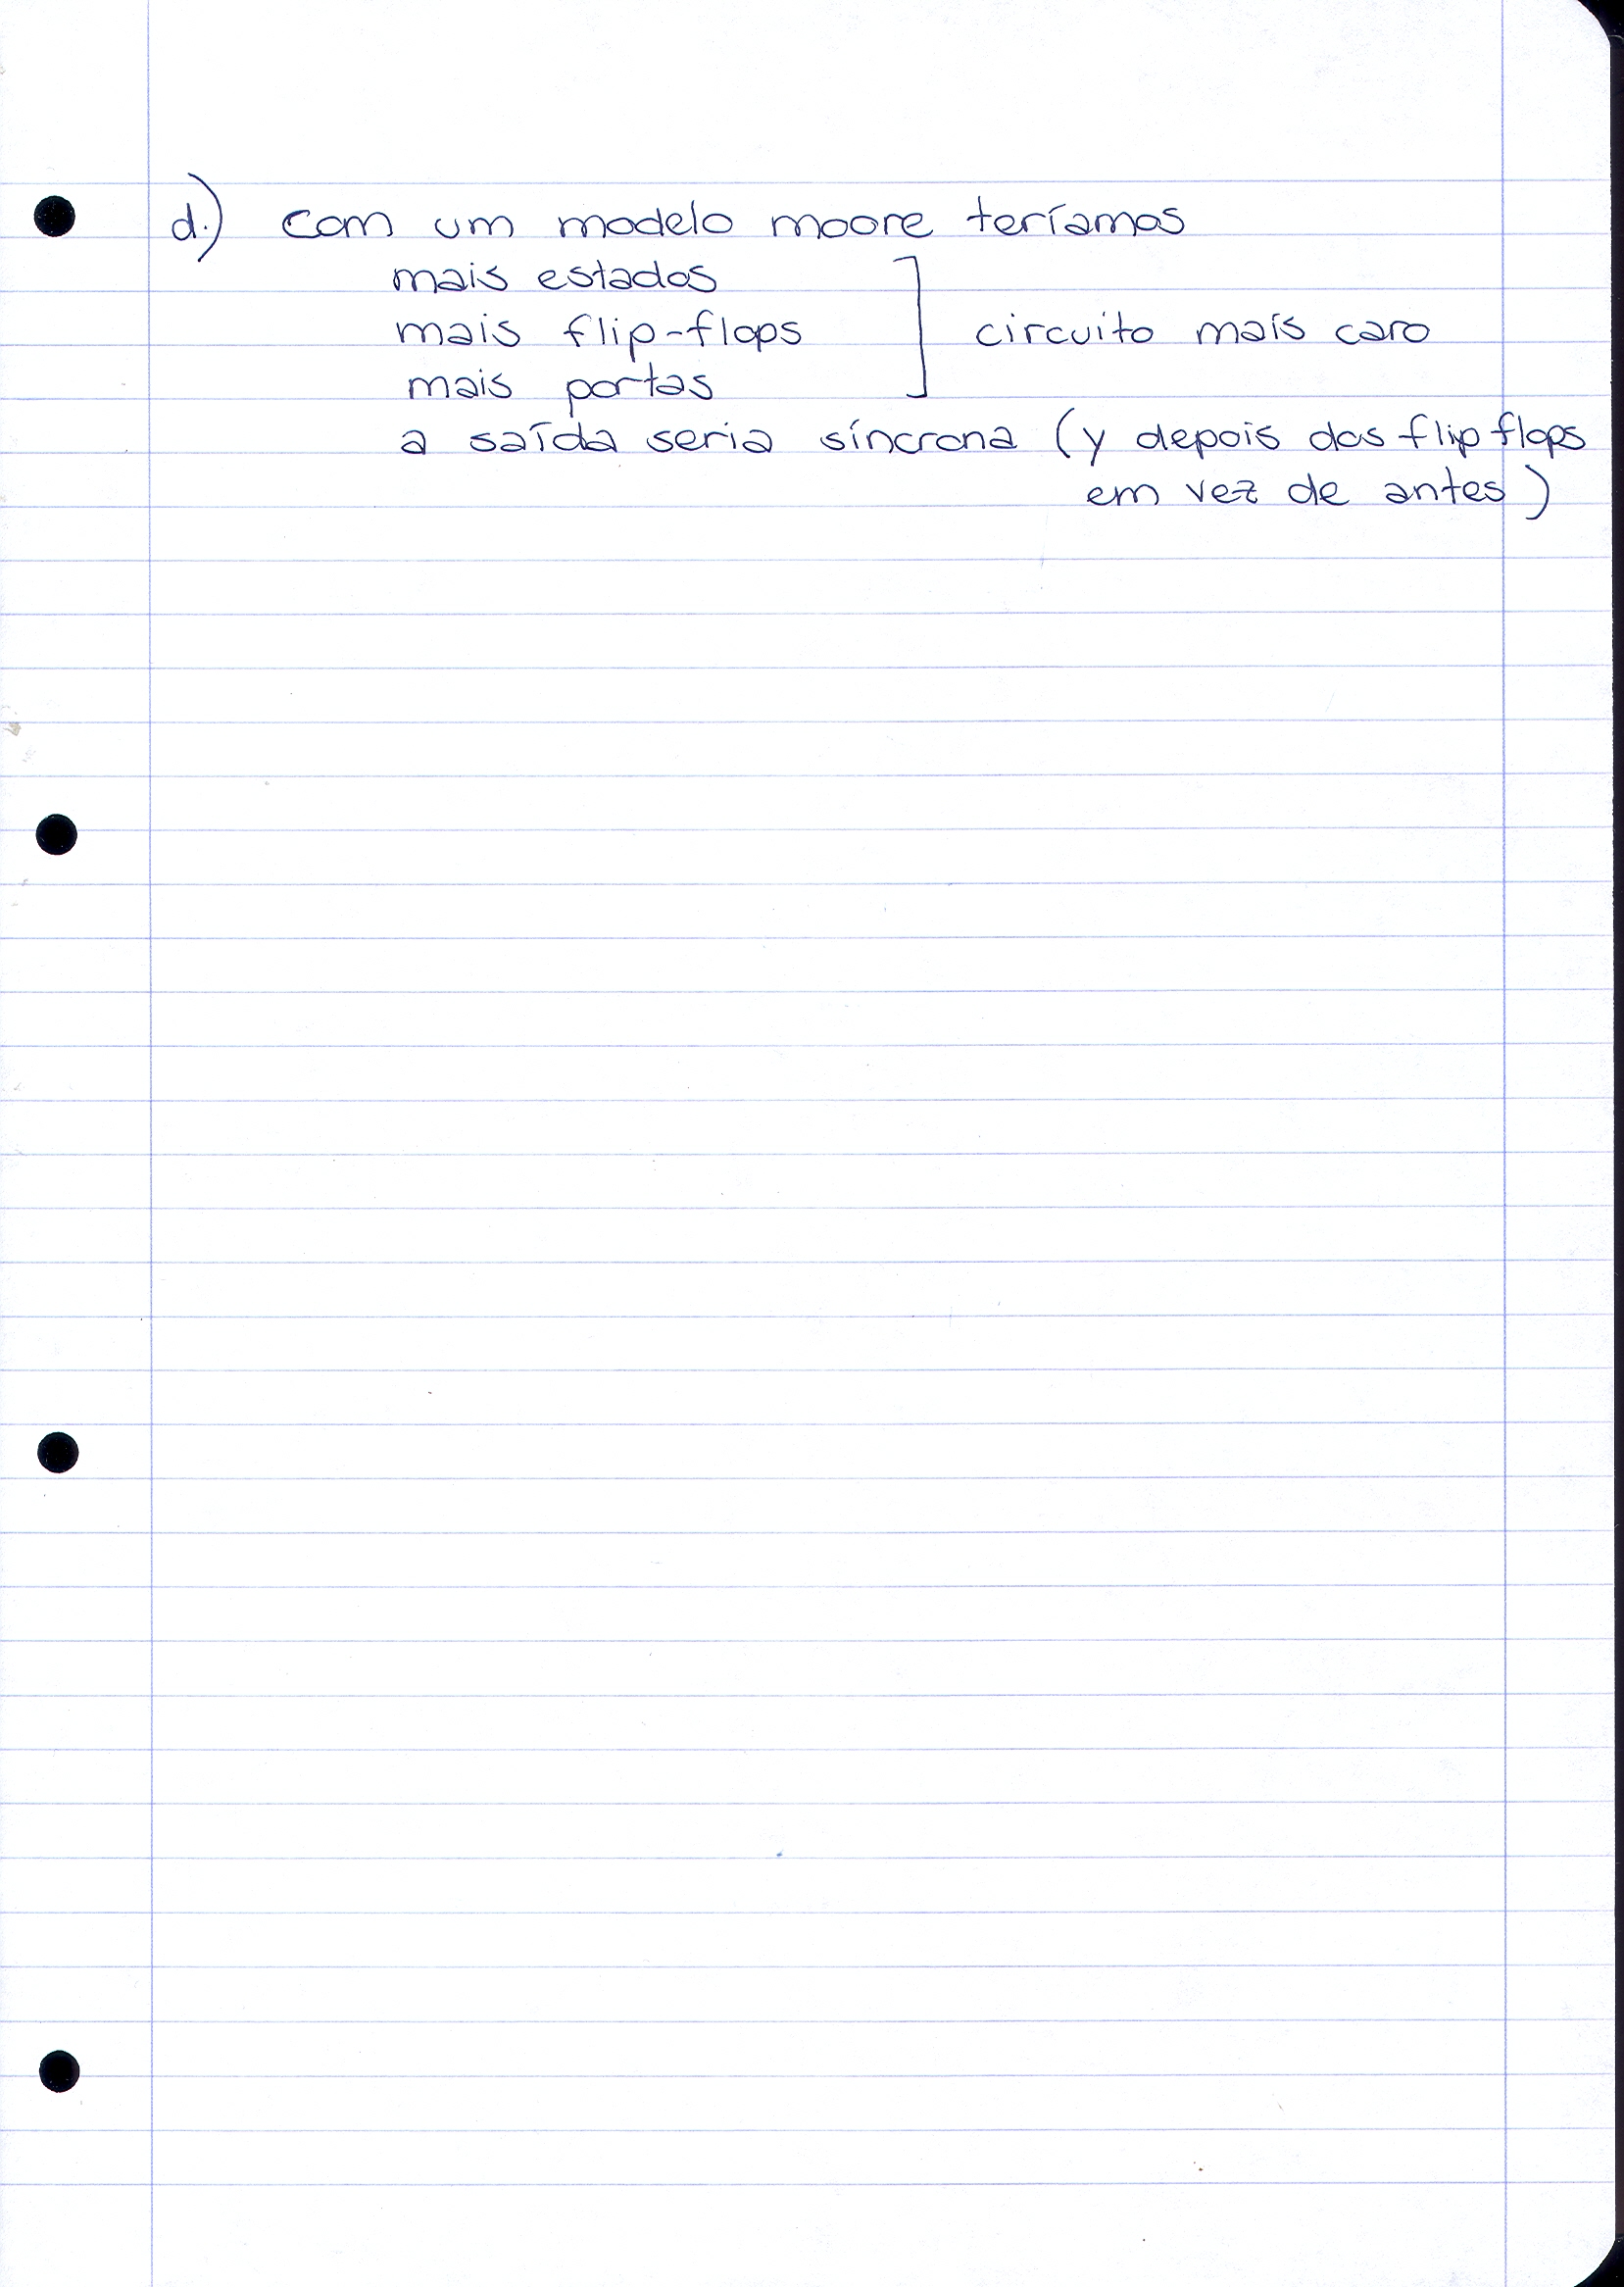 d.) com um modelo moore teríamos
mais estados
mais flip-flops ] circuito mais caro
mais portas
a saída seria síncrona (y depois dos flip flops
em vez de antes)